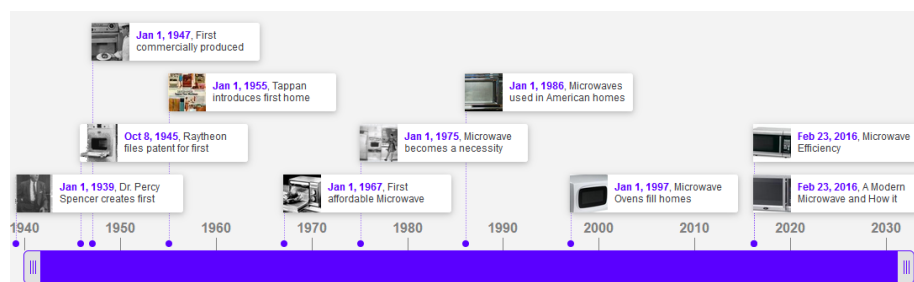 Jan 1, 1947, First
commercially produced
Jan 1, 1955, Tappan
introduces first home
Jan 1, 1986, Microwaves
used in American homes
Oct 8, 1945, Raytheon
files patent for first
Jan 1, 1975, Microwave
becomes a necessity
Feb 23, 2016, Microwave
Efficiency
Jan 1, 1939, Dr. Percy
Spencer creates first
Jan 1, 1967, First
affordable Microwave
Jan 1, 1997, Microwave
Ovens fill homes
Feb 23, 2016, A Modern
Microwave and How it
1940 1950 1960 1970 1980 1990 2000 2010 2020 2030